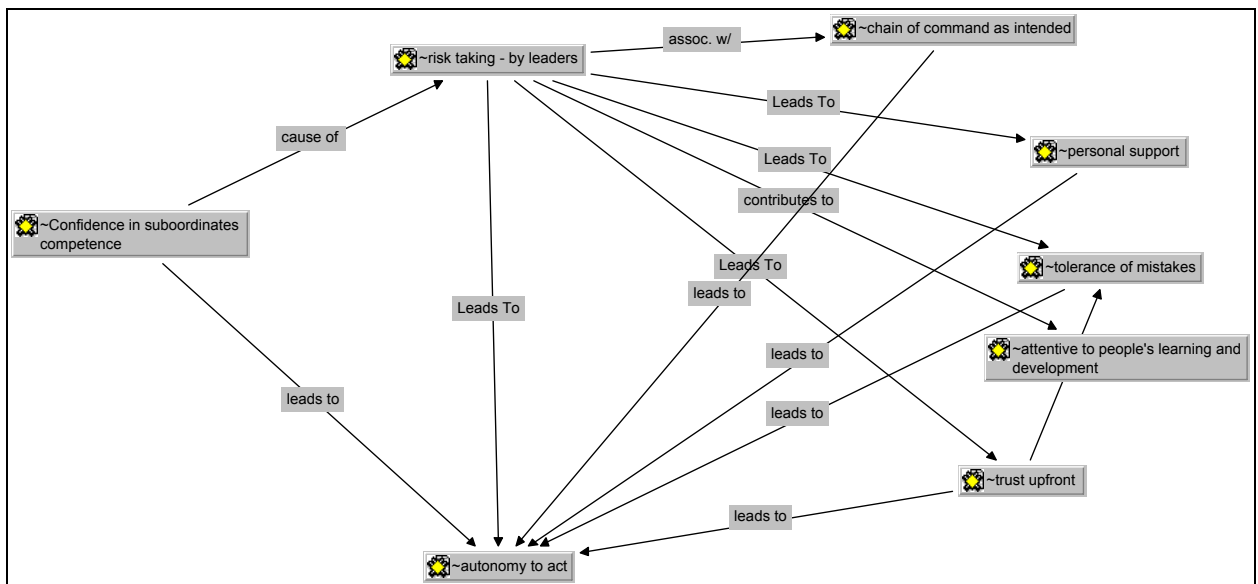 ~chain of command as intended
assoc. w/
~risk taking - by leaders
Leads To
cause of
~personal support
Leads To
contributes to
~Confidence in suboordinates
competence
Leads To
~tolerance of mistakes
leads to
Leads To
~attentive to people's learning and
development
leads to
leads to
leads to
~trust upfront
leads to
~autonomy to act